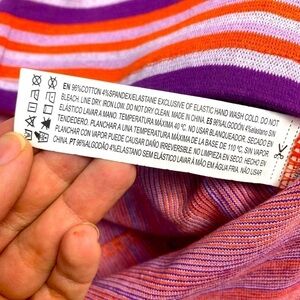 EN 96%COTTON 4%SPANDEX/ELASTANE EXCLUSIVE OF ELASTIC HAND WASH COLD. DO NOT
BLEACH. LINE DRY. IRON LOW. DO NOT DRY CLEAN. MADE IN CHINA. ES 96%ALGODÓN 4%elastano SIN
ELÁSTICO LAVAR A MANO. TEMPERATURA MÁXIMA 40 ºC. NO USAR BLANQUEADOR. SECADO EN
TENDEDERO. PLANCHAR A UNA TEMPERATURA MÁXIMA DE LA BASE DE 110 ºC. SIN VAPOR
PLANCHAR CON VAPOR PUEDE CAUSAR DAÑO IRREVERSIBLE. NO LIMPIEZA EN SECO. HECHO EN
CHINA. PT 96%ALGODÃO 4%ELASTANO SEM ELÁSTICO LAVAR À MÃO EM ÁGUA FRIA. NÃO